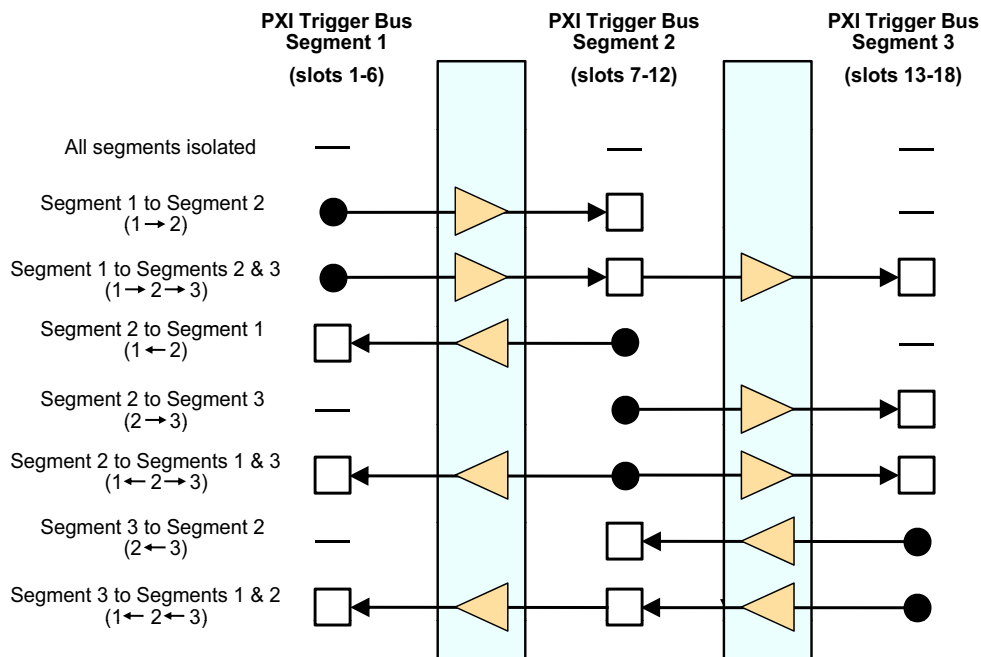 PXI Trigger Bus
Segment 1
(slots 1-6)
PXI Trigger Bus
Segment 2
(slots 7-12)
PXI Trigger Bus
Segment 3
(slots 13-18)
All segments isolated
Segment 1 to Segment 2
(1→2)
Segment 1 to Segments 2 & 3
(1→2→3)
Segment 2 to Segment 1
(1←2)
Segment 2 to Segment 3
(2→3)
Segment 2 to Segments 1 & 3
(1←2→3)
Segment 3 to Segment 2
(2←3)
Segment 3 to Segments 1 & 2
(1←2←3)